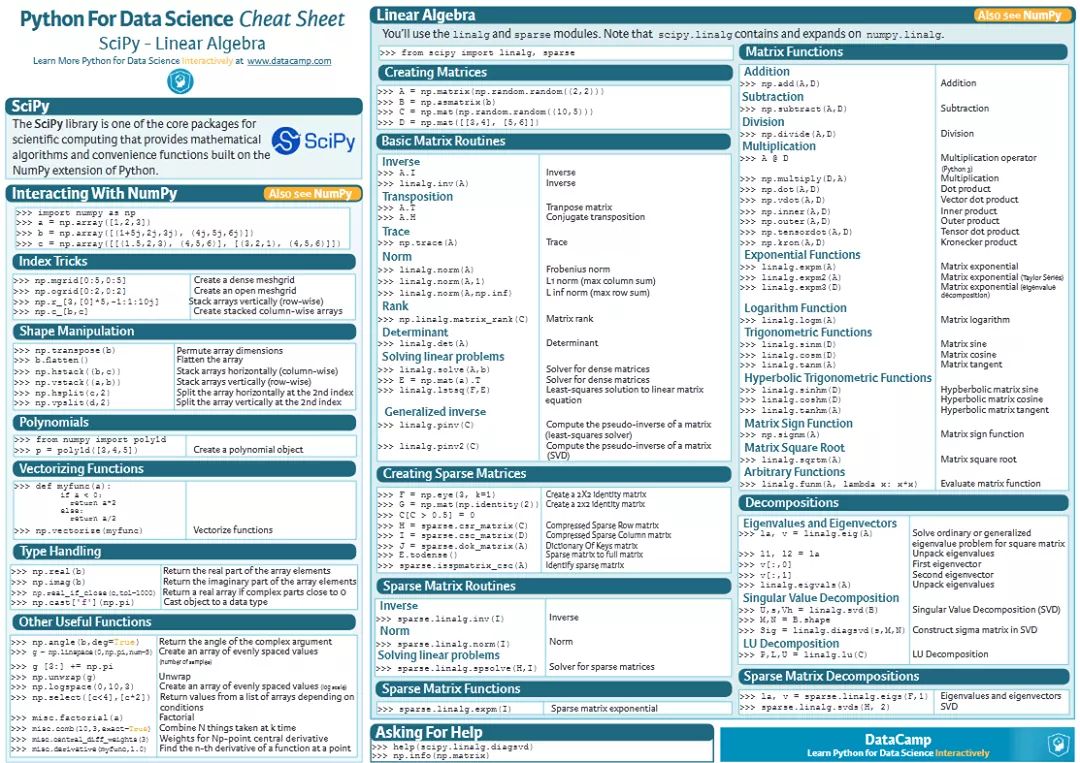 Python For Data Science Cheat Sheet
SciPy - Linear Algebra
Learn More Python for Data Science Interactively at www.datacamp.com
SciPy
The SciPy library is one of the core packages for
scientific computing that provides mathematical
algorithms and convenience functions built on the
NumPy extension of Python.
SciPy
Interacting With NumPy
Also see NumPy
>>> import numpy as np
>>> a = np.array([1,2,3])
>>> b = np.array([(1+5j,2j,3j), (4j,5j,6j)])
>>> c = np.array([[(1.5,2,3), (4,5,6)], [(3,2,1), (4,5,6)]])
Index Tricks
>>> np.mgrid[0:5,0:5] Create a dense meshgrid
>>> np.ogrid[0:2,0:2] Create an open meshgrid
>>> np.r_[3,[0]*5,-1:1:10j] Stack arrays vertically (row-wise)
>>> np.c_[b,c] Create stacked column-wise arrays
Shape Manipulation
>>> np.transpose(b) Permute array dimensions
>>> b.flatten() Flatten the array
>>> np.hstack((b,c)) Stack arrays horizontally (column-wise)
>>> np.vstack((a,b)) Stack arrays vertically (row-wise)
>>> np.hsplit(c,2) Split the array horizontally at the 2nd index
>>> np.vpslit(d,2) Split the array vertically at the 2nd index
Polynomials
>>> from numpy import poly1d
>>> p = poly1d([3,4,5]) Create a polynomial object
Vectorizing Functions
>>> def myfunc(a):
if a < 0:
return a*2
else:
return a/2
>>> np.vectorize(myfunc) Vectorize functions
Type Handling
>>> np.real(b) Return the real part of the array elements
>>> np.imag(b) Return the imaginary part of the array elements
>>> np.real_if_close(c,tol=1000) Return a real array if complex parts close to 0
>>> np.cast['f'](np.pi) Cast object to a data type
Other Useful Functions
>>> np.angle(b,deg=True) Return the angle of the complex argument
>>> g = np.linspace(0,np.pi,num=5) Create an array of evenly spaced values
(number of samples)
>>> g [3:] += np.pi
>>> np.unwrap(g) Unwrap
>>> np.logspace(0,10,3) Create an array of evenly spaced values (log scale)
>>> np.select([c<4],[c*2]) Return values from a list of arrays depending on
conditions
>>> misc.factorial(a) Factorial
>>> misc.comb(10,3,exact=True) Combine N things taken at k time
>>> misc.central_diff_weights(3) Weights for Np-point central derivative
>>> misc.derivative(myfunc,1.0) Find the n-th derivative of a function at a point
Linear Algebra
Also see NumPy
You'll use the linalg and sparse modules. Note that scipy.linalg contains and expands on numpy.linalg.
>>> from scipy import linalg, sparse
Creating Matrices
>>> A = np.matrix(np.random.random((2,2)))
>>> B = np.asmatrix(b)
>>> C = np.mat(np.random.random((10,5)))
>>> D = np.mat([[3,4], [5,6]])
Basic Matrix Routines
Inverse
>>> A.I Inverse
>>> linalg.inv(A) Inverse
Transposition
>>> A.T Tranpose matrix
>>> A.H Conjugate transposition
Trace
>>> np.trace(A) Trace
Norm
>>> linalg.norm(A) Frobenius norm
>>> linalg.norm(A,1) L1 norm (max column sum)
>>> linalg.norm(A,np.inf) L inf norm (max row sum)
Rank
>>> np.linalg.matrix_rank(C) Matrix rank
Determinant
>>> linalg.det(A) Determinant
Solving linear problems
>>> linalg.solve(A,b) Solver for dense matrices
>>> E = np.mat(a).T Solver for dense matrices
>>> linalg.lstsq(F,E) Least-squares solution to linear matrix
equation
Generalized inverse
>>> linalg.pinv(C) Compute the pseudo-inverse of a matrix
(least-squares solver)
>>> linalg.pinv2(C) Compute the pseudo-inverse of a matrix
(SVD)
Creating Sparse Matrices
>>> F = np.eye(3, k=1) Create a 2X2 identity matrix
>>> G = np.mat(np.identity(2)) Create a 2x2 identity matrix
>>> C[C > 0.5] = 0
>>> H = sparse.csr_matrix(C) Compressed Sparse Row matrix
>>> I = sparse.csc_matrix(D) Compressed Sparse Column matrix
>>> J = sparse.dok_matrix(A) Dictionary Of Keys matrix
>>> E.todense() Sparse matrix to full matrix
>>> sparse.isspmatrix_csc(A) Identify sparse matrix
Sparse Matrix Routines
Inverse
>>> sparse.linalg.inv(I) Inverse
Norm
>>> sparse.linalg.norm(I) Norm
Solving linear problems
>>> sparse.linalg.spsolve(H,I) Solver for sparse matrices
Sparse Matrix Functions
>>> sparse.linalg.expm(I) Sparse matrix exponential
Asking For Help
>>> help(scipy.linalg.diagsvd)
>>> np.info(np.matrix)
Matrix Functions
Addition
>>> np.add(A,D) Addition
Subtraction
>>> np.subtract(A,D) Subtraction
Division
>>> np.divide(A,D) Division
Multiplication
>>> A @ D Multiplication operator
(Python 3)
>>> np.multiply(D,A) Multiplication
>>> np.dot(A,D) Dot product
>>> np.vdot(A,D) Vector dot product
>>> np.inner(A,D) Inner product
>>> np.outer(A,D) Outer product
>>> np.tensordot(A,D) Tensor dot product
>>> np.kron(A,D) Kronecker product
Exponential Functions
>>> linalg.expm(A) Matrix exponential
>>> linalg.expm2(A) Matrix exponential (Taylor Series)
>>> linalg.expm3(D) Matrix exponential (eigenvalue
decomposition)
Logarithm Function
>>> linalg.logm(A) Matrix logarithm
Trigonometric Functions
>>> linalg.sinm(D) Matrix sine
>>> linalg.cosm(D) Matrix cosine
>>> linalg.tanm(A) Matrix tangent
Hyperbolic Trigonometric Functions
>>> linalg.sinhm(D) Hypberbolic matrix sine
>>> linalg.coshm(D) Hyperbolic matrix cosine
>>> linalg.tanhm(A) Hyperbolic matrix tangent
Matrix Sign Function
>>> np.signm(A) Matrix sign function
Matrix Square Root
>>> linalg.sqrtm(A) Matrix square root
Arbitrary Functions
>>> linalg.funm(A, lambda x: x*x) Evaluate matrix function
Decompositions
Eigenvalues and Eigenvectors
>>> la, v = linalg.eig(A) Solve ordinary or generalized
eigenvalue problem for square matrix
>>> l1, l2 = la Unpack eigenvalues
>>> v[:,0] First eigenvector
>>> v[:,1] Second eigenvector
>>> linalg.eigvals(A) Unpack eigenvalues
Singular Value Decomposition
>>> U,s,Vh = linalg.svd(B) Singular Value Decomposition (SVD)
>>> M,N = B.shape
>>> Sig = linalg.diagsvd(s,M,N) Construct sigma matrix in SVD
LU Decomposition
>>> P,L,U = linalg.lu(C) LU Decomposition
Sparse Matrix Decompositions
>>> la, v = sparse.linalg.eigs(F,1) Eigenvalues and eigenvectors
>>> sparse.linalg.svds(H, 2) SVD
DataCamp
Learn Python for Data Science Interactively